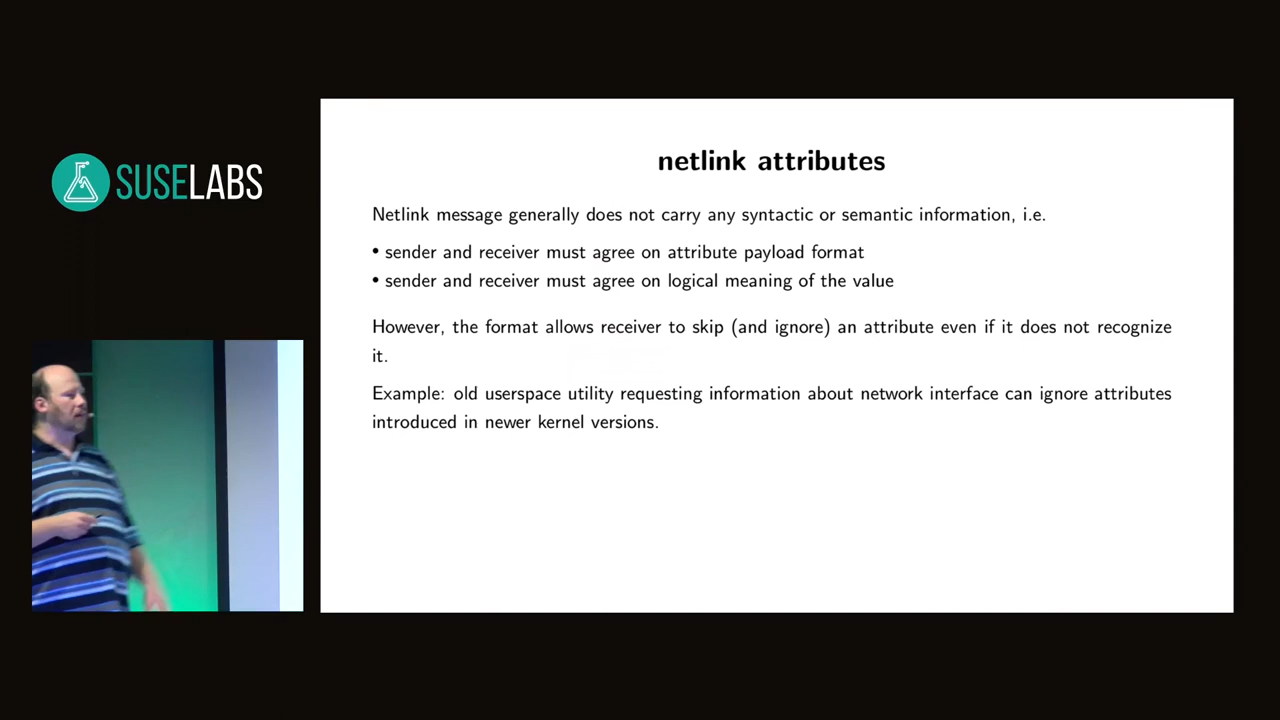 SUSELABS
netlink attributes
Netlink message generally does not carry any syntactic or semantic information, i.e.
• sender and receiver must agree on attribute payload format
• sender and receiver must agree on logical meaning of the value
However, the format allows receiver to skip (and ignore) an attribute even if it does not recognize
it.
Example: old userspace utility requesting information about network interface can ignore attributes
introduced in newer kernel versions.